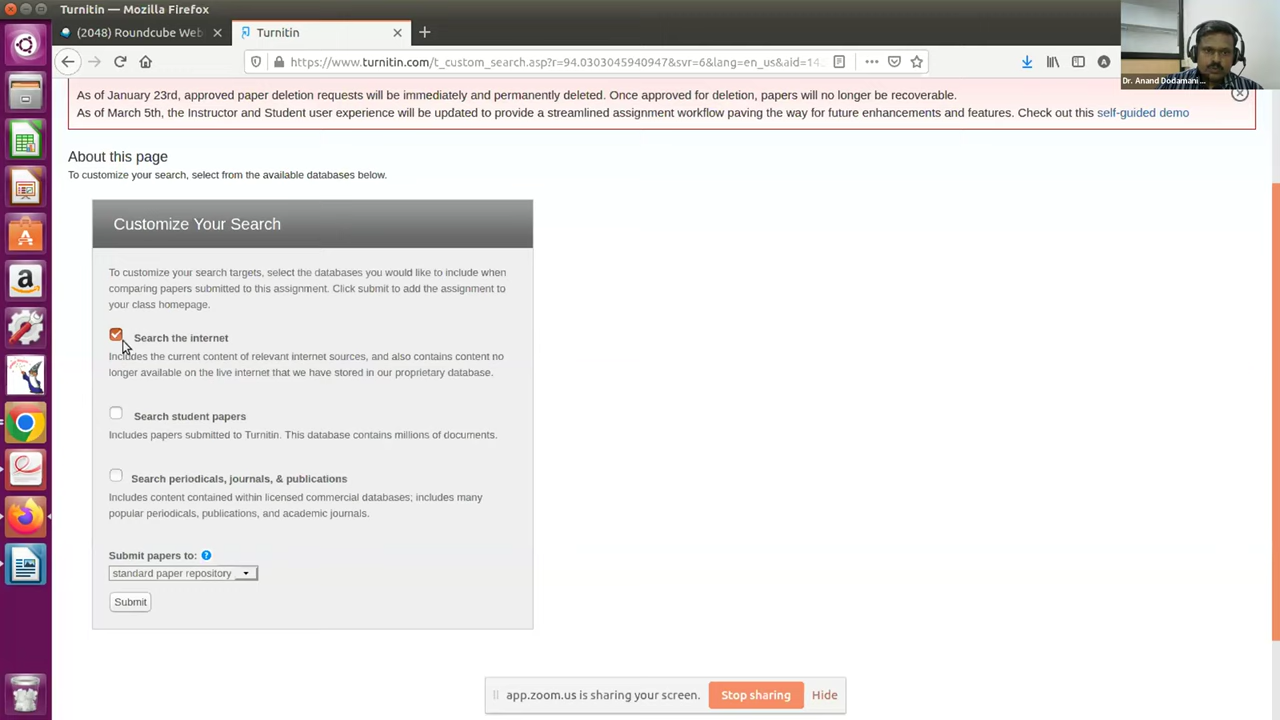 Turnitin — Mozilla Firefox
(2048) Roundcube Web
Turnitin
https://www.turnitin.com/t_custom_search.asp?r=94.0303045940947&svr=6&lang=en_us&aid=14
Dr. Anand Dodamani ...
As of January 23rd, approved paper deletion requests will be immediately and permanently deleted. Once approved for deletion, papers will no longer be recoverable.
As of March 5th, the Instructor and Student user experience will be updated to provide a streamlined assignment workflow paving the way for future enhancements and features. Check out this self-guided demo
About this page
To customize your search, select from the available databases below.
Customize Your Search
To customize your search targets, select the databases you would like to include when
comparing papers submitted to this assignment. Click submit to add the assignment to
your class homepage.
Search the internet
Includes the current content of relevant internet sources, and also contains content no
longer available on the live internet that we have stored in our proprietary database.
Search student papers
Includes papers submitted to Turnitin. This database contains millions of documents.
Search periodicals, journals, & publications
Includes content contained within licensed commercial databases; includes many
popular periodicals, publications, and academic journals.
Submit papers to: ?
standard paper repository
Submit
app.zoom.us is sharing your screen.
Stop sharing
Hide